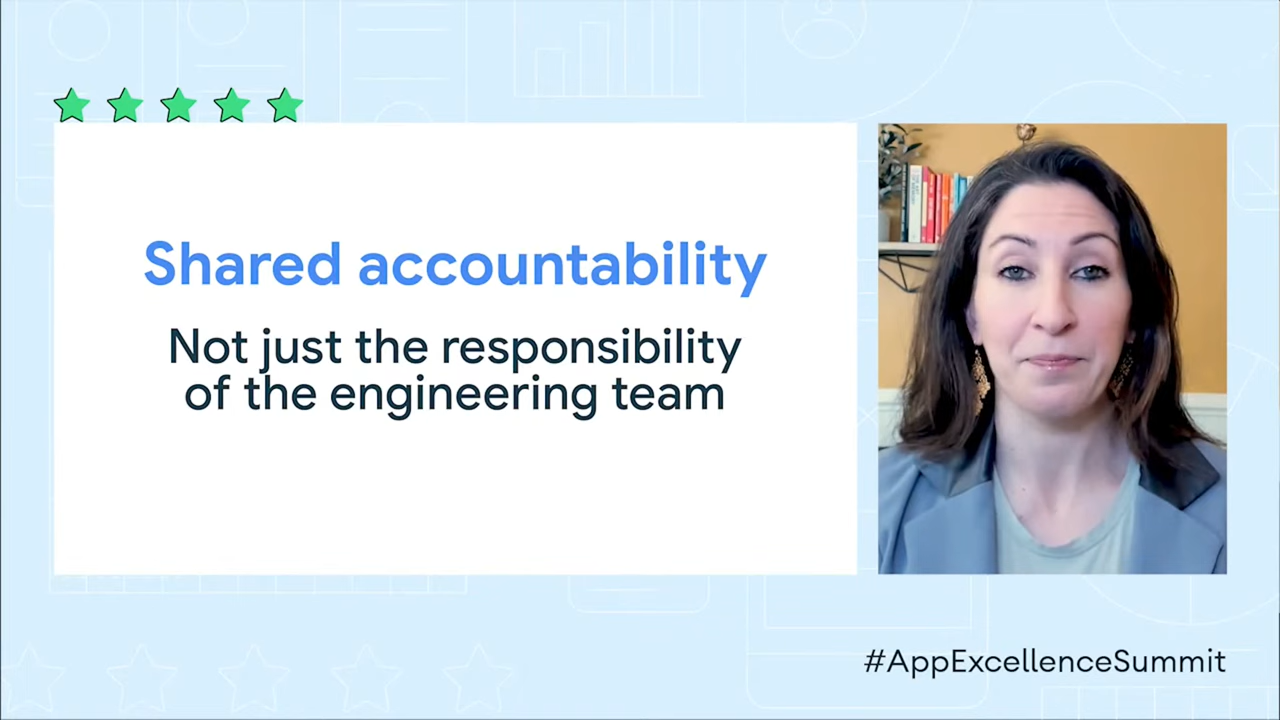 Shared accountability
Not just the responsibility
of the engineering team
#AppExcellenceSummit